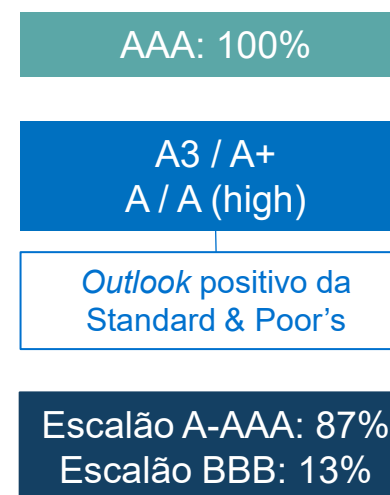 AAA: 100%
A3 / A+
A / A (high)
Outlook positivo da
Standard & Poor’s
Escalão A-AAA: 87%
Escalão BBB: 13%